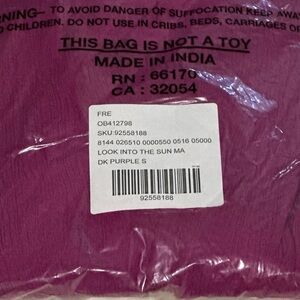 NING— TO AVOID DANGER OF SUFFOCATION KEEP AWAY
CHILDREN. DO NOT USE IN CRIBS, BEDS, CARRIAGES O
THIS BAG IS NOT A TOY
MADE IN INDIA
RN : 66170
CA : 32054
FRE
OB412798
SKU:92558188
8144 026510 0000550 0516 05000
LOOK INTO THE SUN MA
DK PURPLE S
92558188